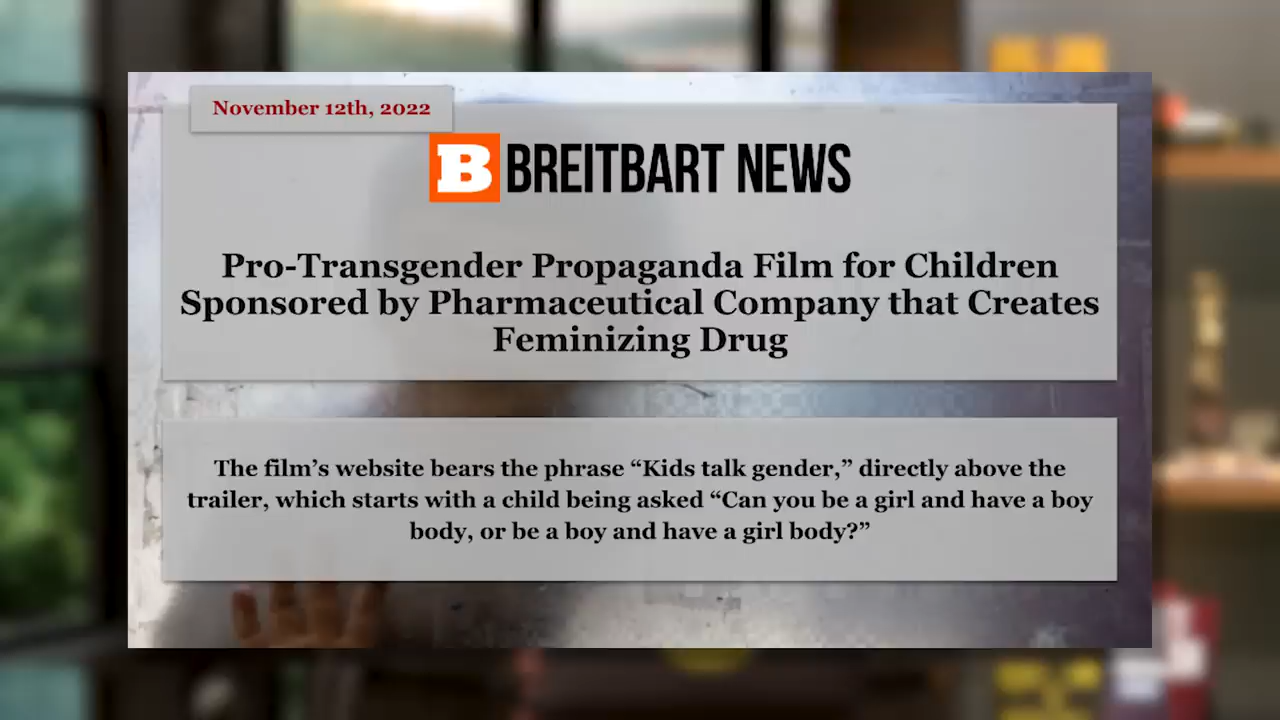 November 12th, 2022
B BREITBART NEWS
Pro-Transgender Propaganda Film for Children
Sponsored by Pharmaceutical Company that Creates
Feminizing Drug
The film’s website bears the phrase “Kids talk gender,” directly above the
trailer, which starts with a child being asked “Can you be a girl and have a boy
body, or be a boy and have a girl body?”